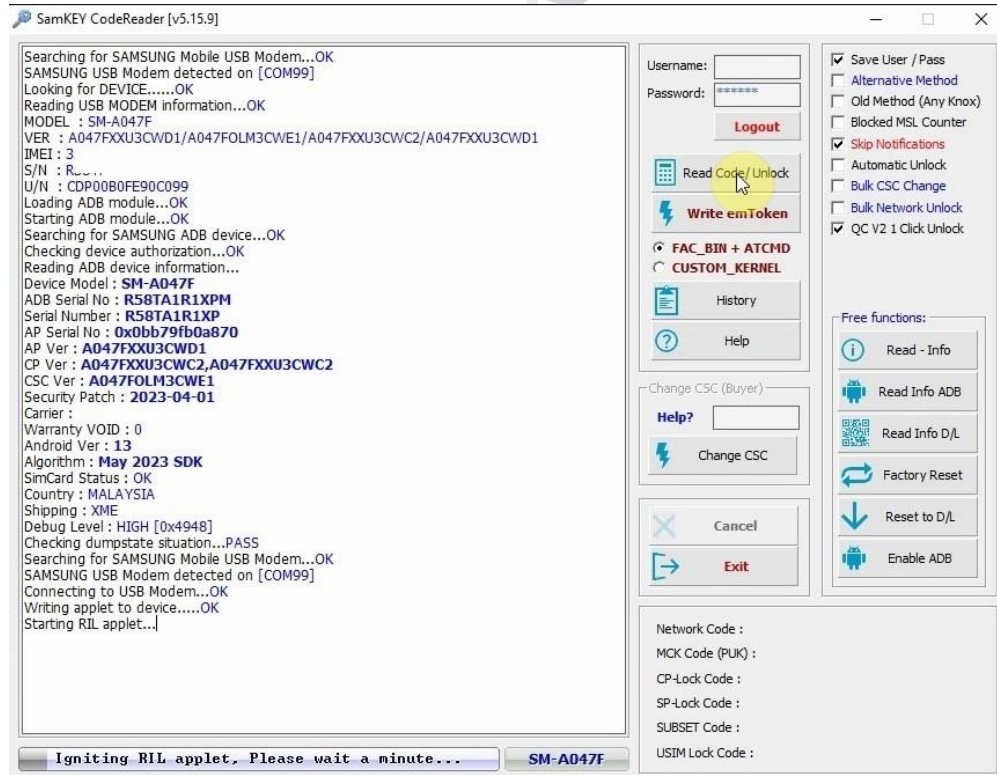 SamKEY CodeReader [v5.15.9]
Searching for SAMSUNG Mobile USB Modem...OK
SAMSUNG USB Modem detected on [COM99]
Looking for DEVICE......OK
Reading USB MODEM information...OK
MODEL : SM-A047F
VER : A047FXXU3CWD1/A047FOLM3CWE1/A047FXXU3CWC2/A047FXXU3CWD1
IMEI : 3
S/N :
U/N : CDP00B0FE90C099
Loading ADB module...OK
Starting ADB module...OK
Searching for SAMSUNG ADB device...OK
Checking device authorization...OK
Reading ADB device information...
Device Model : SM-A047F
ADB Serial No : R58TA1R1XPM
Serial Number : R58TA1R1XP
AP Serial No : 0x0bb79fb0a870
AP Ver : A047FXXU3CWD1
CP Ver : A047FXXU3CWC2,A047FXXU3CWC2
CSC Ver : A047FOLM3CWE1
Security Patch : 2023-04-01
Carrier :
Warranty VOID : 0
Android Ver : 13
Algorithm : May 2023 SDK
SimCard Status : OK
Country : MALAYSIA
Shipping : XME
Debug Level : HIGH [0x4948]
Checking dumpstate situation...PASS
Searching for SAMSUNG Mobile USB Modem...OK
SAMSUNG USB Modem detected on [COM99]
Connecting to USB Modem...OK
Writing applet to device.....OK
Starting RIL applet...
Igniting RIL applet, Please wait a minute...
SM-A047F
Username:
Password: ******
Logout
Read Code/Unlock
Write emToken
FAC_BIN + ATCMD
CUSTOM_KERNEL
History
Help
Change CSC (Buyer)
Help?
Change CSC
Cancel
Exit
Save User / Pass
Alternative Method
Old Method (Any Knox)
Blocked MSL Counter
Skip Notifications
Automatic Unlock
Bulk CSC Change
Bulk Network Unlock
QC V2 1 Click Unlock
Free functions:
Read - Info
Read Info ADB
Read Info D/L
Factory Reset
Reset to D/L
Enable ADB
Network Code :
MCK Code (PUK) :
CP-Lock Code :
SP-Lock Code :
SUBSET Code :
USIM Lock Code :